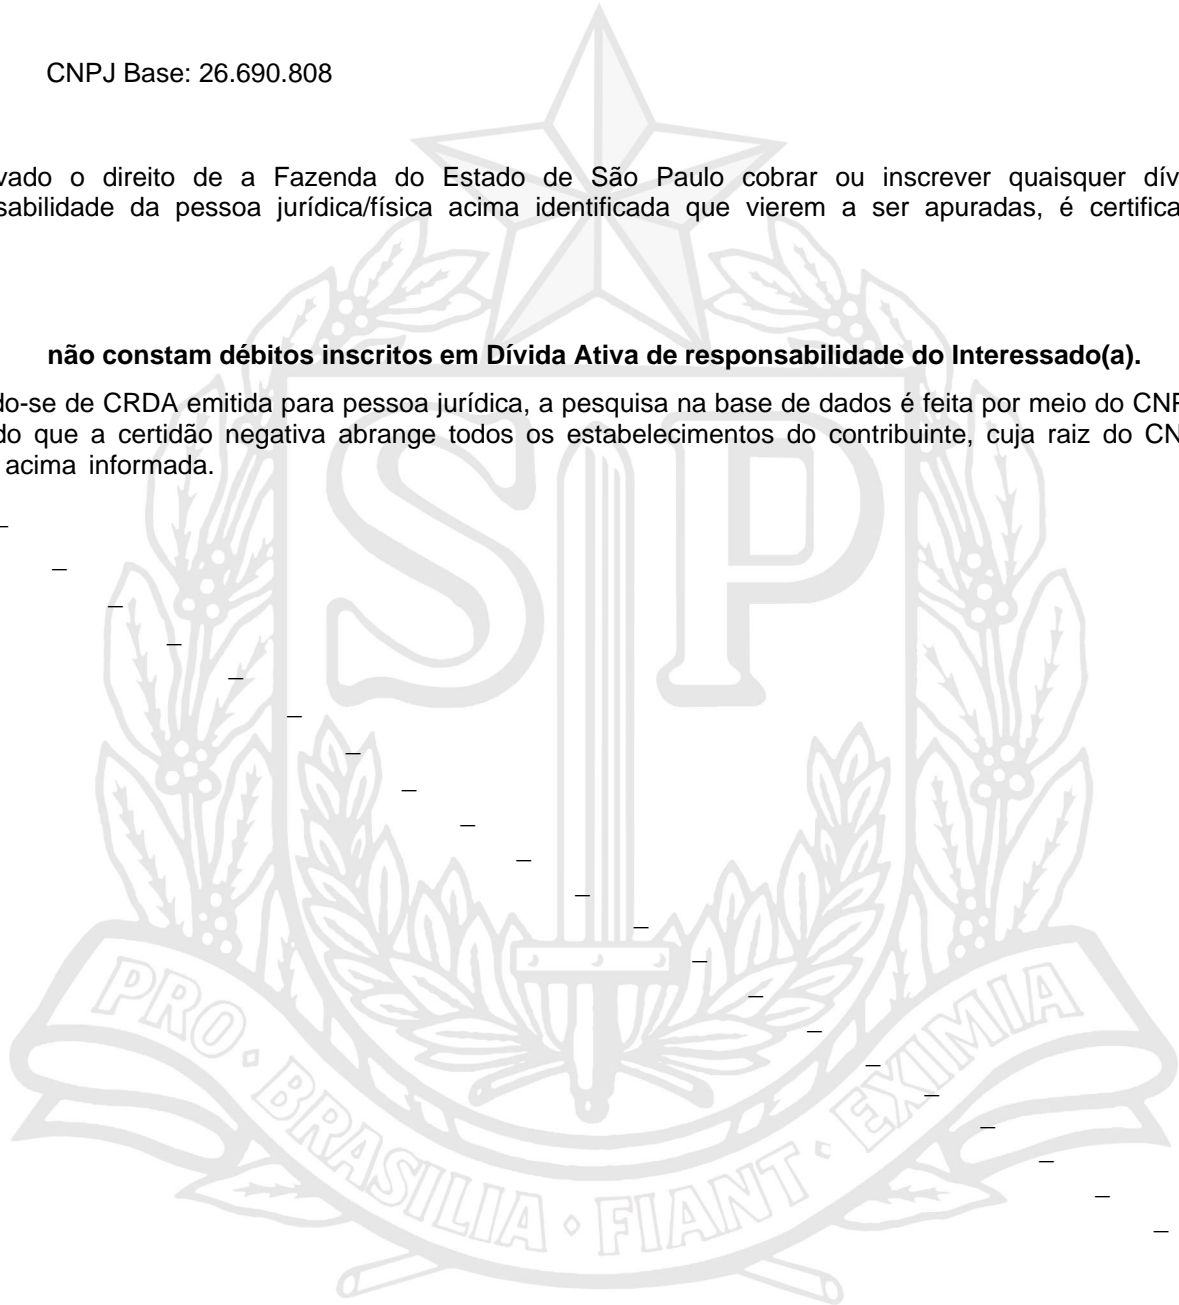 CNPJ Base: 26.690.808
vado o direito de a Fazenda do Estado de São Paulo cobrar ou inscrever quaisquer dív
sabilidade da pessoa jurídica/física acima identificada que vierem a ser apuradas, é certifica
não constam débitos inscritos em Dívida Ativa de responsabilidade do Interessado(a).
do-se de CRDA emitida para pessoa jurídica, a pesquisa na base de dados é feita por meio do CNP
do que a certidão negativa abrange todos os estabelecimentos do contribuinte, cuja raiz do CN
acima informada.
SP
PRO • BRASILIA • FIANT • EXIMIA